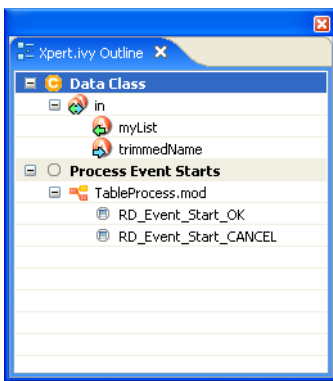 Xpert.ivy Outline
Data Class
in
myList
trimmedName
Process Event Starts
TableProcess.mod
RD_Event_Start_OK
RD_Event_Start_CANCEL